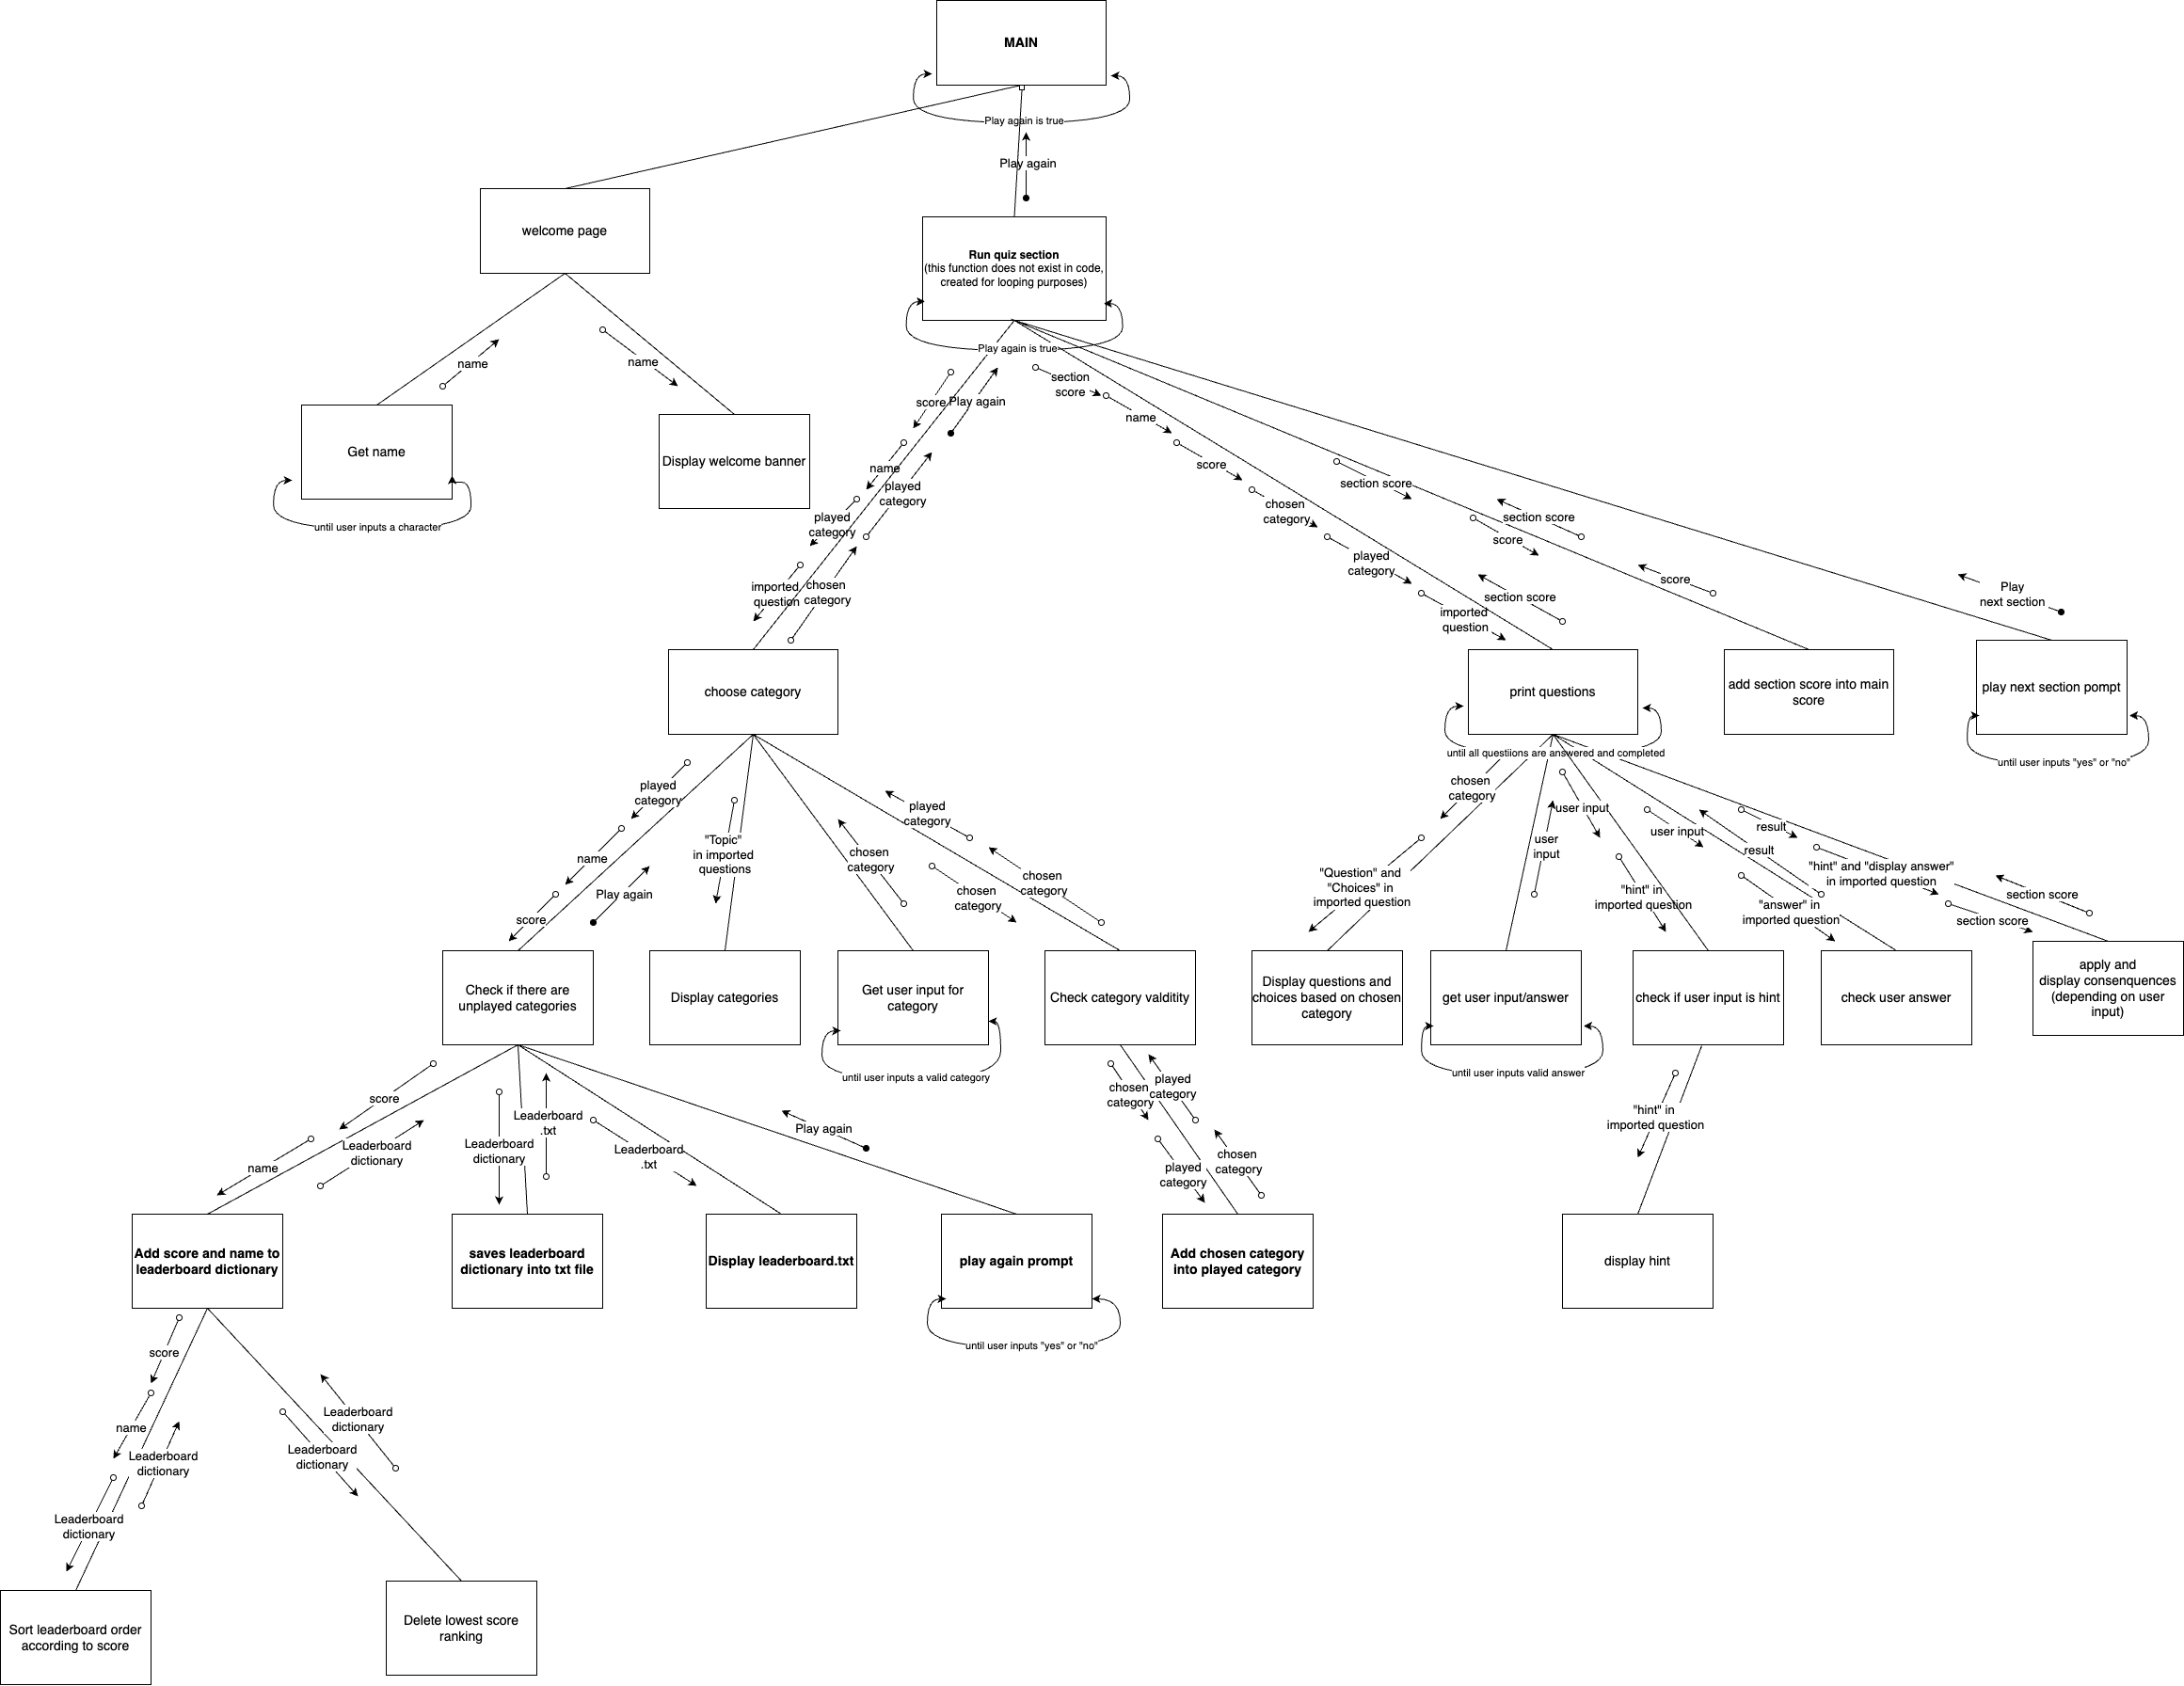 MAIN
Play again is true
Play again
welcome page
Run quiz section
(this function does not exist in code,
created for looping purposes)
Play again is true
name
name
Get name
until user inputs a character
Display welcome banner
score
Play again
name
played
category
played
category
imported
question
chosen
category
section
score
name
score
chosen
category
played
category
imported
question
section score
section score
section score
score
score
Play
next section
choose category
print questions
until all questiions are answered and completed
add section score into main
score
play next section pompt
until user inputs "yes" or "no"
played
category
name
score
Play again
"Topic"
in imported
questions
chosen
category
played
category
chosen
category
chosen
category
chosen
category
"Question" and
"Choices" in
imported question
user
input
user input
"hint" in
imported question
user input
result
"answer" in
imported question
result
"hint" and "display answer"
in imported question
section score
section score
Check if there are
unplayed categories
Display categories
Get user input for
category
until user inputs a valid category
Check category valditity
Display questions and
choices based on chosen
category
get user input/answer
until user inputs valid answer
check if user input is hint
check user answer
apply and
display consenquences
(depending on user
input)
score
name
Leaderboard
dictionary
Leaderboard
dictionary
Leaderboard
.txt
Leaderboard
.txt
Play again
chosen
category
played
category
played
category
chosen
category
"hint" in
imported question
Add score and name to
leaderboard dictionary
saves leaderboard
dictionary into txt file
Display leaderboard.txt
play again prompt
until user inputs "yes" or "no"
Add chosen category
into played category
display hint
score
name
Leaderboard
dictionary
Leaderboard
dictionary
Leaderboard
dictionary
Leaderboard
dictionary
Sort leaderboard order
according to score
Delete lowest score
ranking